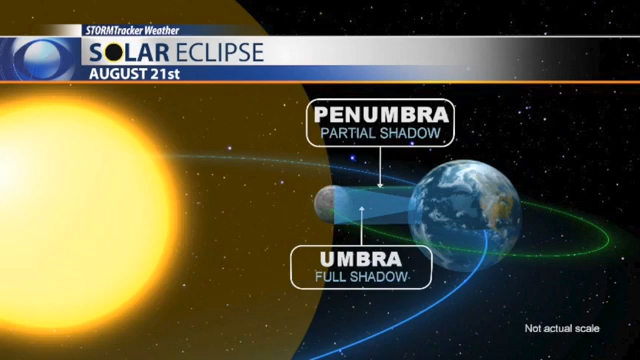 STORMTracker Weather
SOLAR ECLIPSE
AUGUST 21st
PENUMBRA
PARTIAL SHADOW
UMBRA
FULL SHADOW
Not actual scale